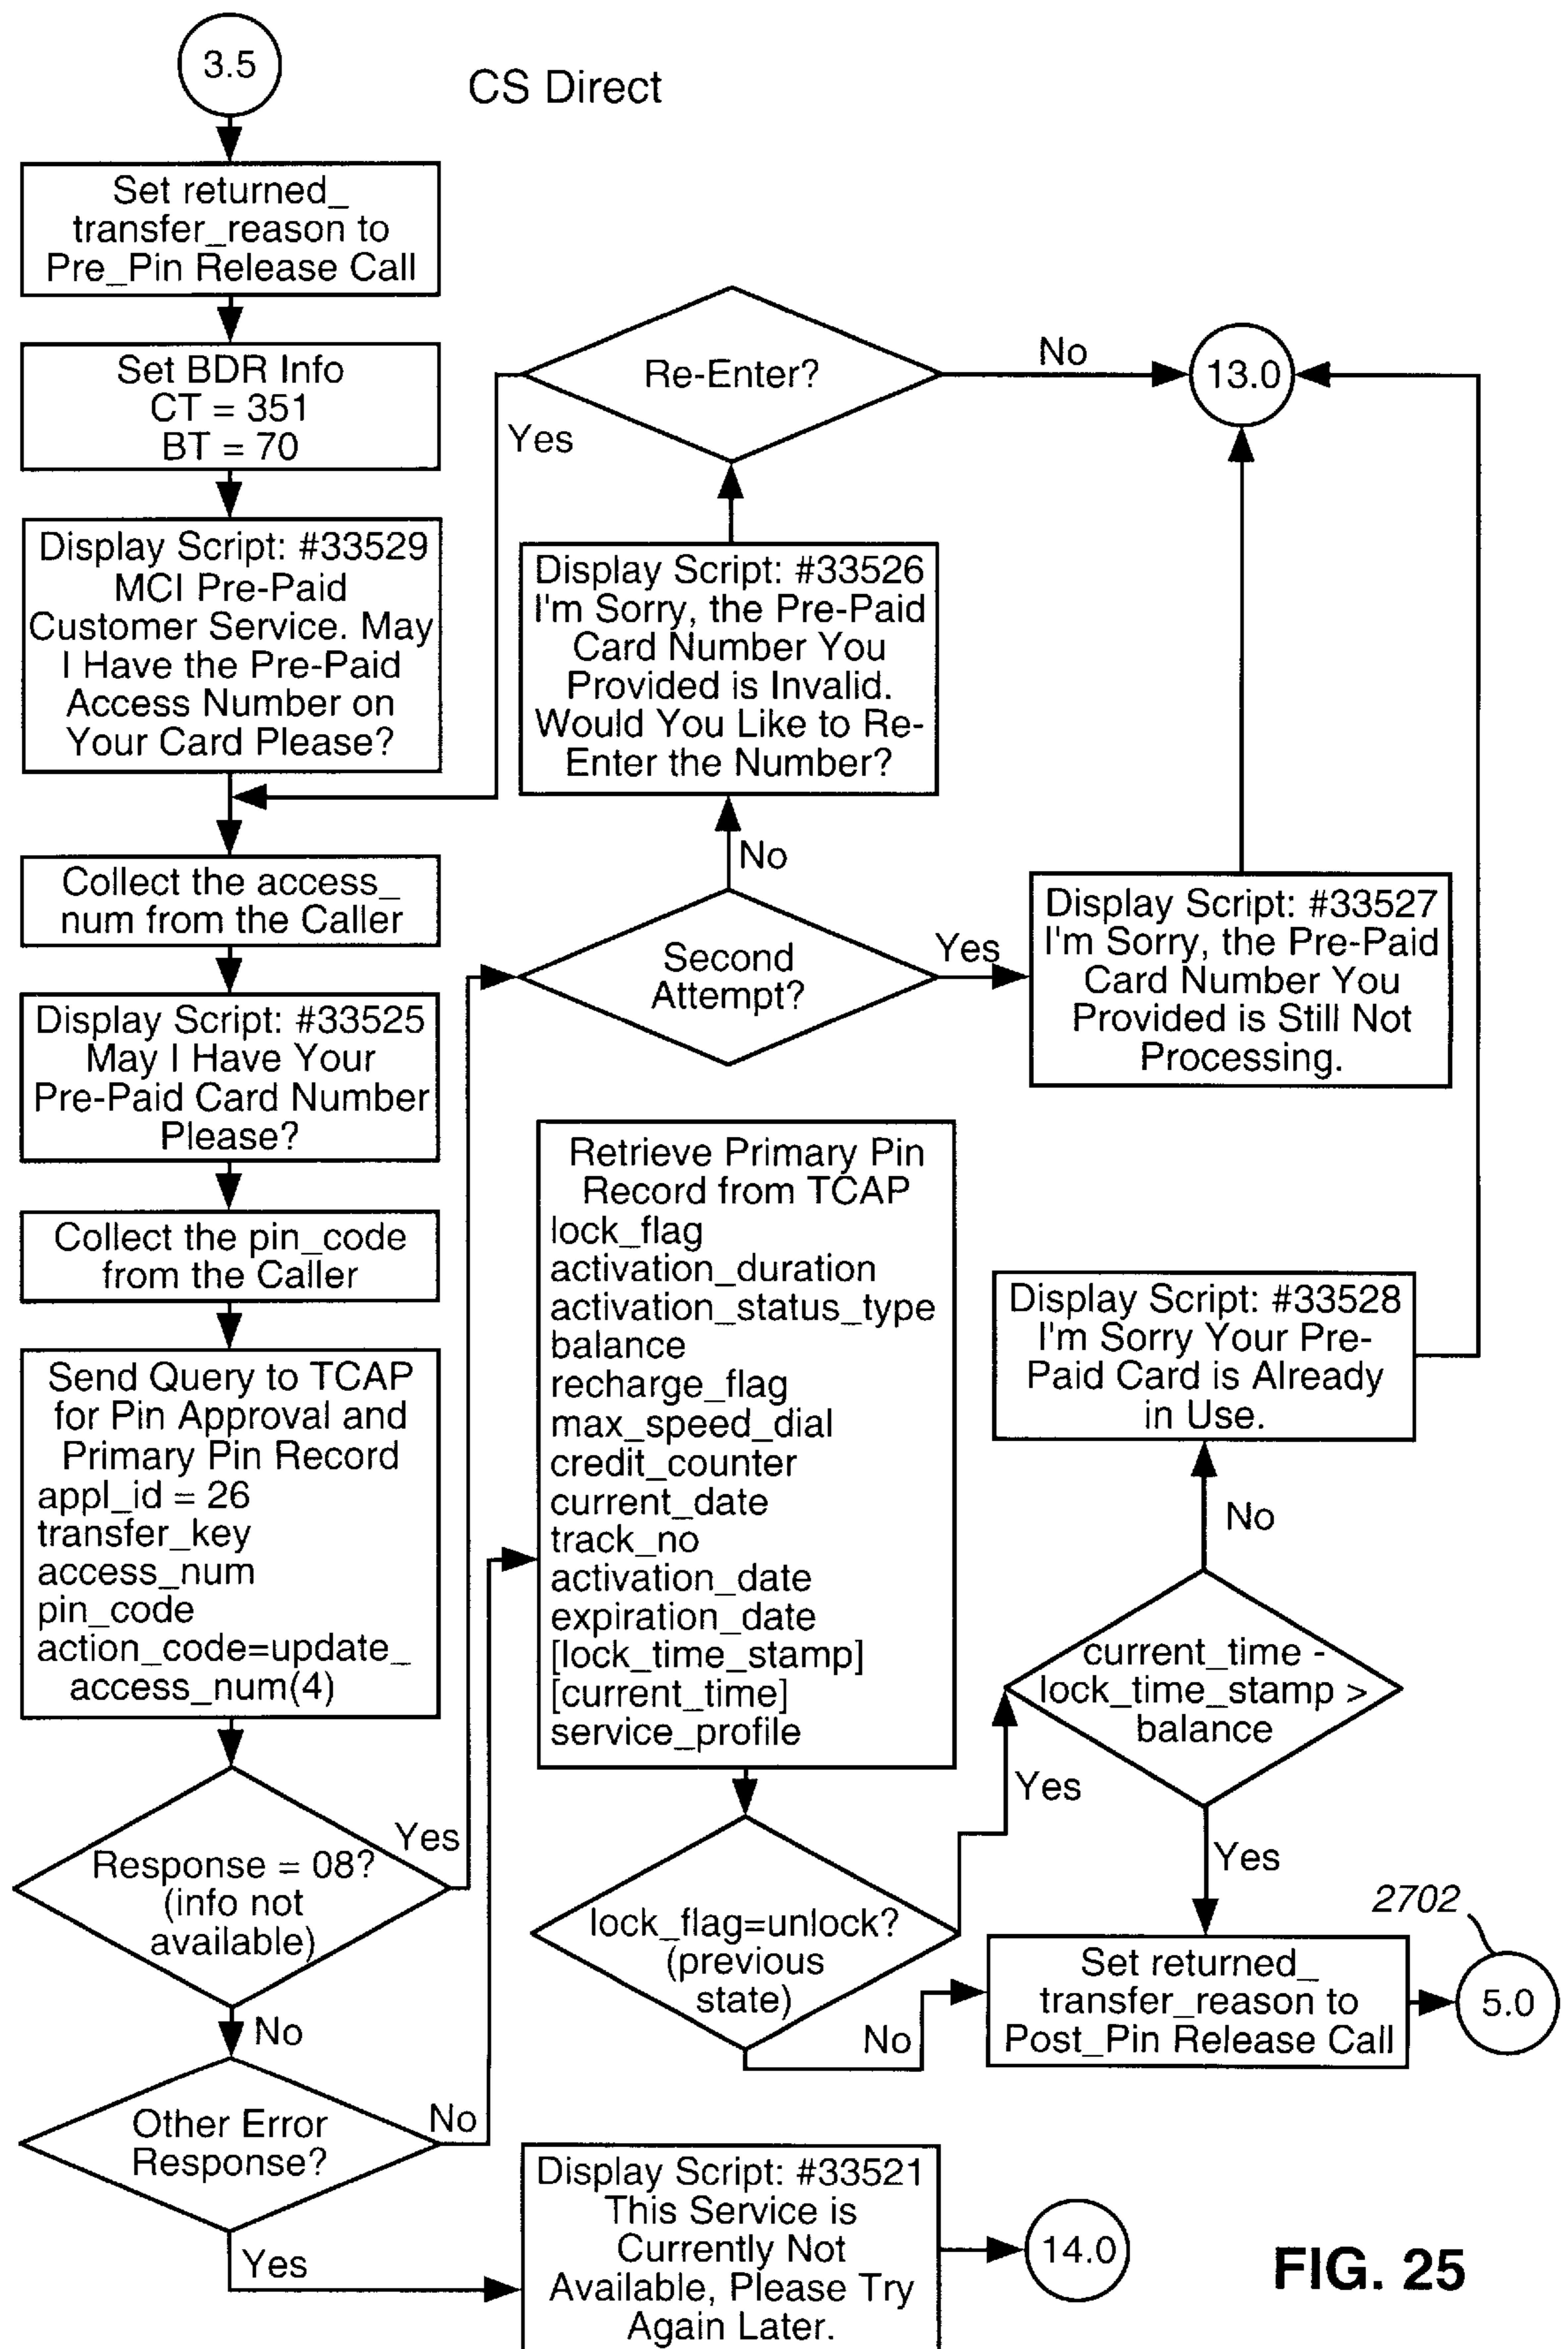 3.5
CS Direct
Set returned_
transfer_reason to
Pre_Pin Release Call
Set BDR Info
CT = 351
BT = 70
Display Script: #33529
MCI Pre-Paid
Customer Service. May
I Have the Pre-Paid
Access Number on
Your Card Please?
Collect the access_
num from the Caller
Display Script: #33525
May I Have Your
Pre-Paid Card Number
Please?
Collect the pin_code
from the Caller
Send Query to TCAP
for Pin Approval and
Primary Pin Record
appl_id = 26
transfer_key
access_num
pin_code
action_code=update_
access_num(4)
Response = 08?
(info not
available)
Yes
No
Other Error
Response?
No
Yes
Re-Enter?
No
Yes
13.0
Display Script: #33526
I'm Sorry, the Pre-Paid
Card Number You
Provided is Invalid.
Would You Like to Re-
Enter the Number?
No
Second
Attempt?
Yes
Display Script: #33527
I'm Sorry, the Pre-Paid
Card Number You
Provided is Still Not
Processing.
Retrieve Primary Pin
Record from TCAP
lock_flag
activation_duration
activation_status_type
balance
recharge_flag
max_speed_dial
credit_counter
current_date
track_no
activation_date
expiration_date
[lock_time_stamp]
[current_time]
service_profile
lock_flag=unlock?
(previous
state)
Yes
No
Display Script: #33528
I'm Sorry Your Pre-
Paid Card is Already
in Use.
No
current_time -
lock_time_stamp >
balance
Yes
Set returned_
transfer_reason to
Post_Pin Release Call
2702
5.0
Display Script: #33521
This Service is
Currently Not
Available, Please Try
Again Later.
14.0
FIG. 25